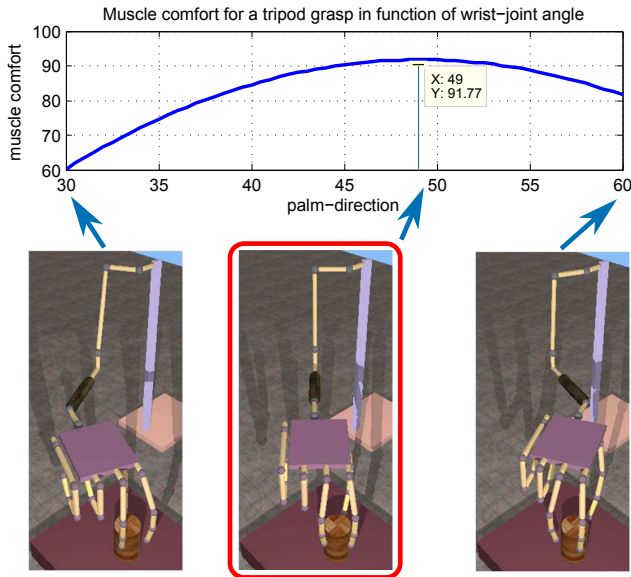 Muscle comfort for a tripod grasp in function of wrist−joint angle
100
90
80
70
60
muscle comfort
X: 49
Y: 91.77
30 35 40 45 50 55 60
palm−direction